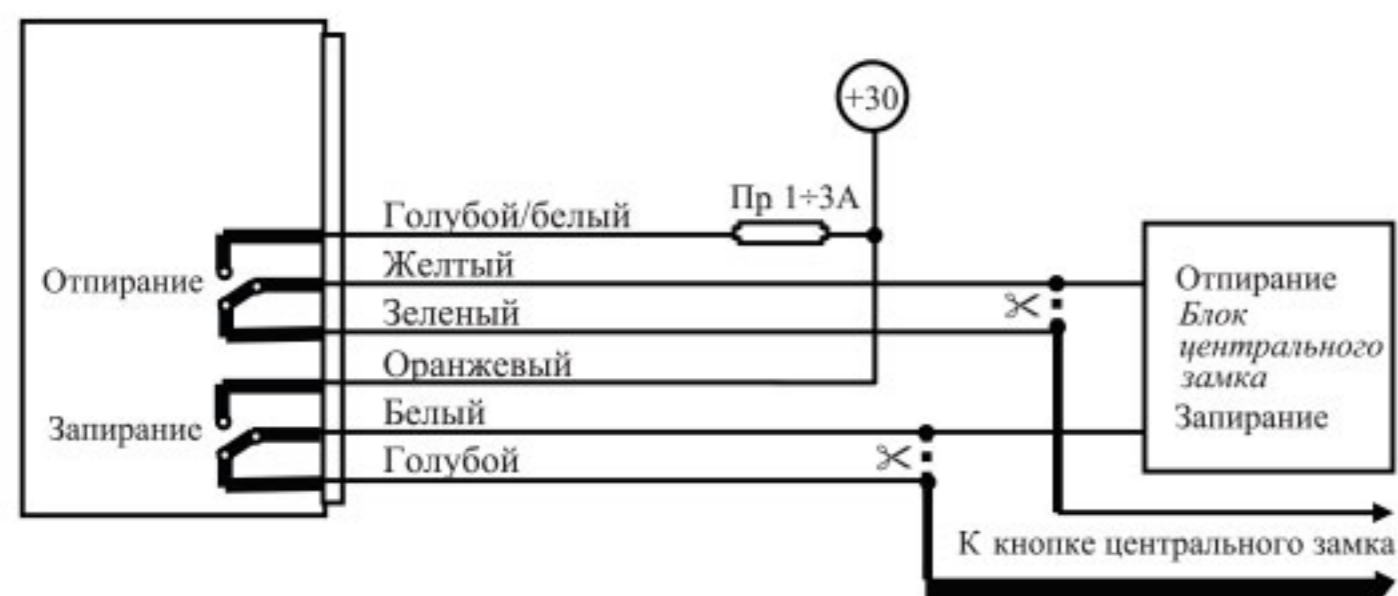 +30
Пр 1÷3А
Голубой/белый
Желтый
Отпирание
Зеленый
Оранжевый
Белый
Запирание
Голубой
Отпирание
Блок
центрального
замка
Запирание
К кнопке центрального замка